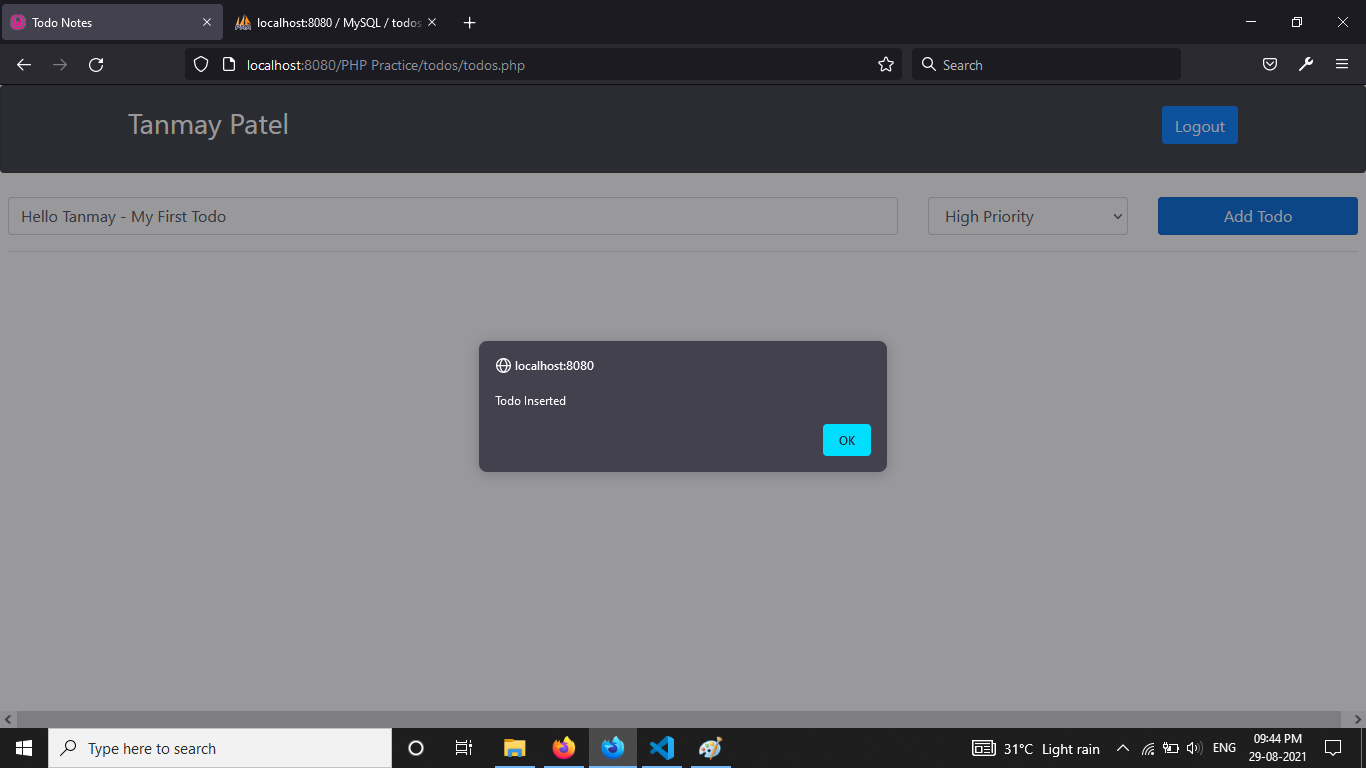 Todo Notes
localhost:8080 / MySQL / todos
localhost:8080/PHP Practice/todos/todos.php
Search
Tanmay Patel
Logout
Hello Tanmay - My First Todo
High Priority
Add Todo
localhost:8080
Todo Inserted
OK
Type here to search
31°C Light rain
ENG
09:44 PM
29-08-2021